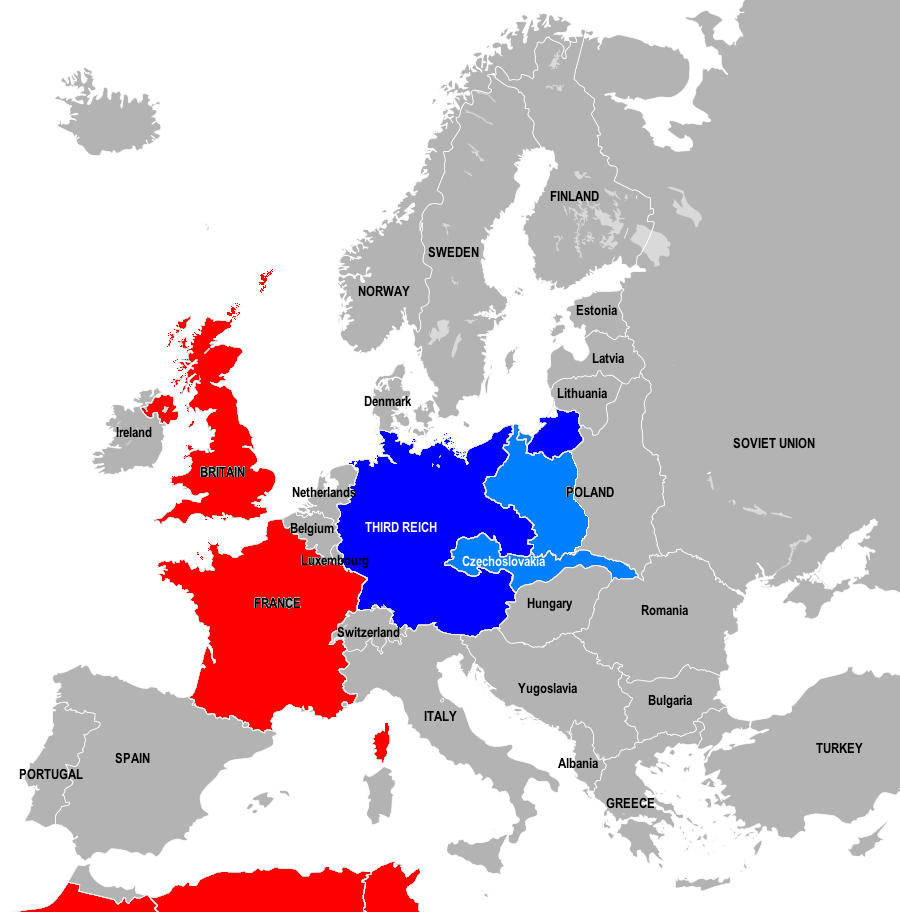 FINLAND
SWEDEN
NORWAY
Estonia
Latvia
Lithuania
Denmark
Ireland
SOVIET UNION
BRITAIN
Netherlands
POLAND
Belgium
THIRD REICH
Luxembourg
Czechoslovakia
FRANCE
Hungary
Romania
Switzerland
Yugoslavia
Bulgaria
ITALY
TURKEY
SPAIN
Albania
PORTUGAL
GREECE